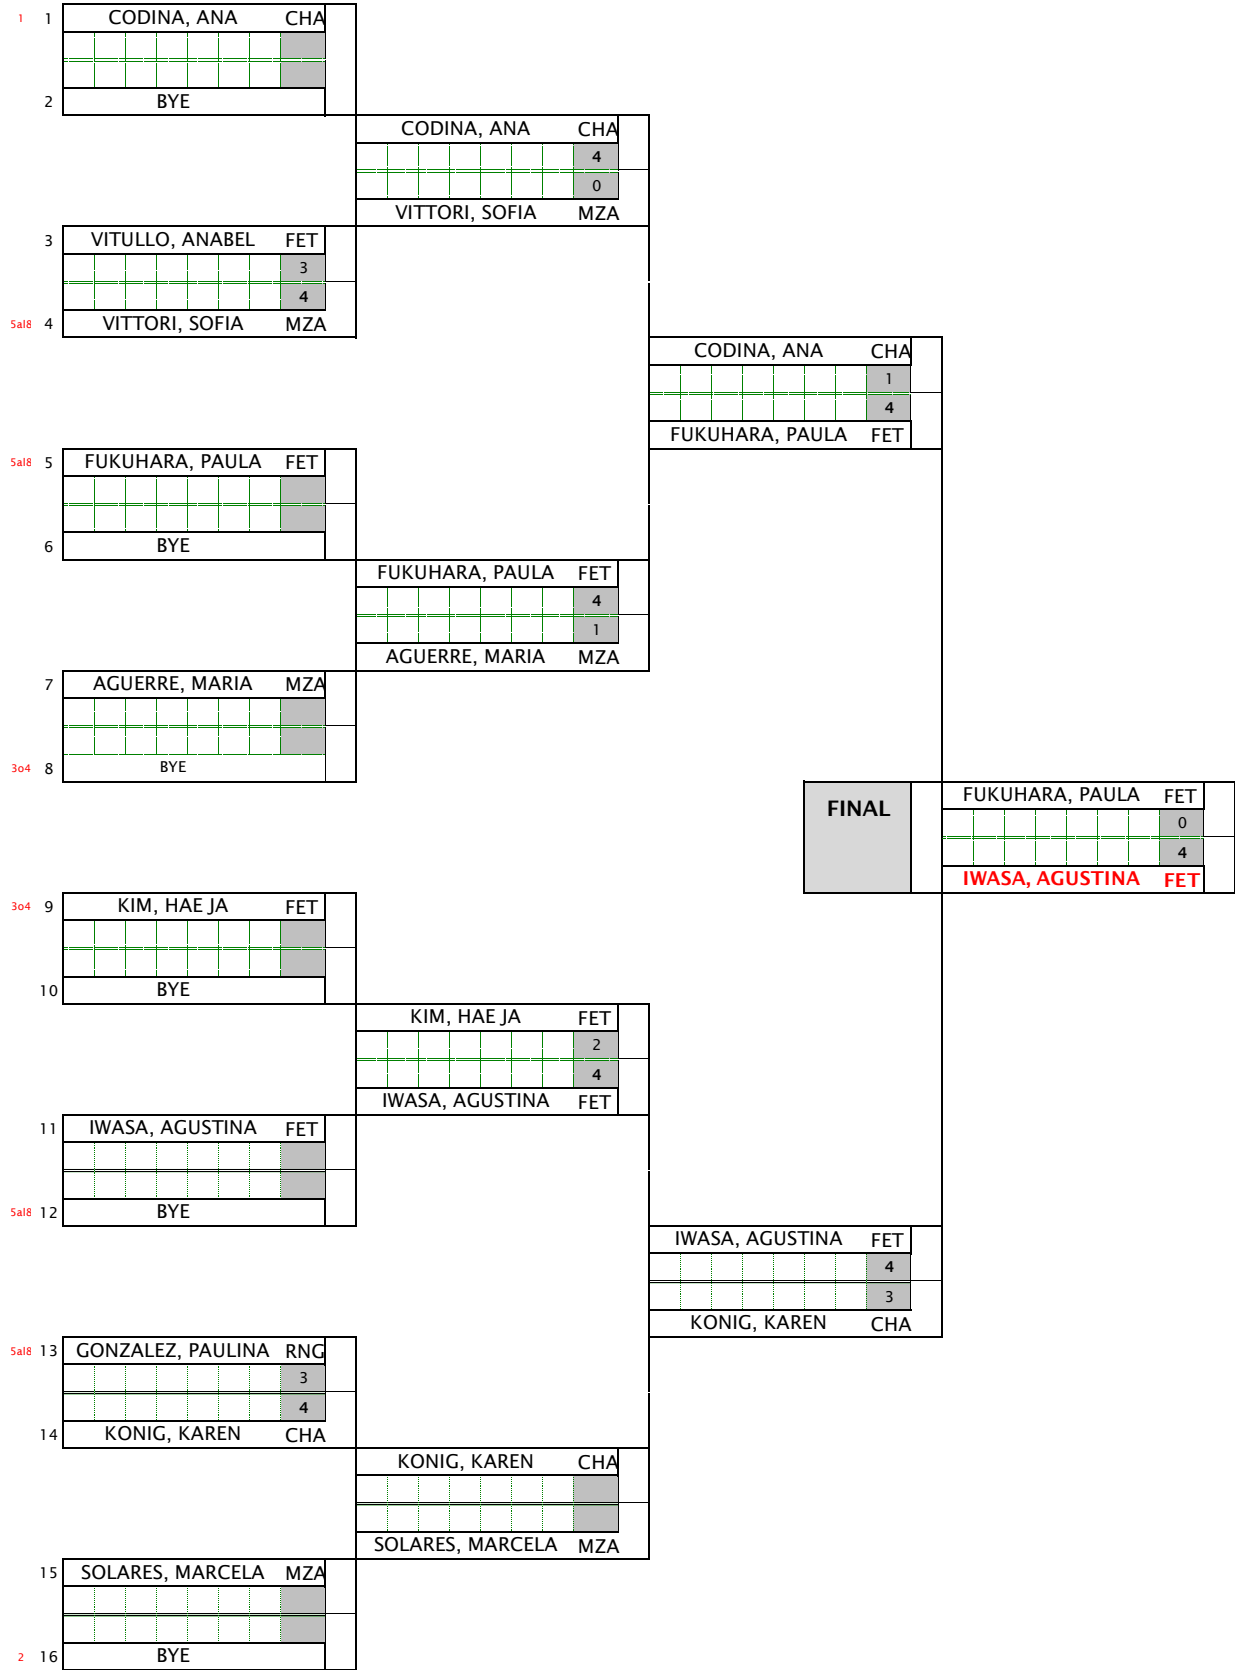 1 1 CODINA, ANA CHA
2 BYE
CODINA, ANA CHA
4
0
VITTORI, SOFIA MZA
3 VITULLO, ANABEL FET
3
4
5al8 4 VITTORI, SOFIA MZA
CODINA, ANA CHA
1
4
FUKUHARA, PAULA FET
5al8 5 FUKUHARA, PAULA FET
6 BYE
FUKUHARA, PAULA FET
4
1
AGUERRE, MARIA MZA
7 AGUERRE, MARIA MZA
3o4 8 BYE
FINAL
FUKUHARA, PAULA FET
0
4
IWASA, AGUSTINA FET
3o4 9 KIM, HAE JA FET
10 BYE
KIM, HAE JA FET
2
4
IWASA, AGUSTINA FET
11 IWASA, AGUSTINA FET
5al8 12 BYE
IWASA, AGUSTINA FET
4
3
KONIG, KAREN CHA
5al8 13 GONZALEZ, PAULINA RNG
3
4
14 KONIG, KAREN CHA
KONIG, KAREN CHA
SOLARES, MARCELA MZA
15 SOLARES, MARCELA MZA
2 16 BYE